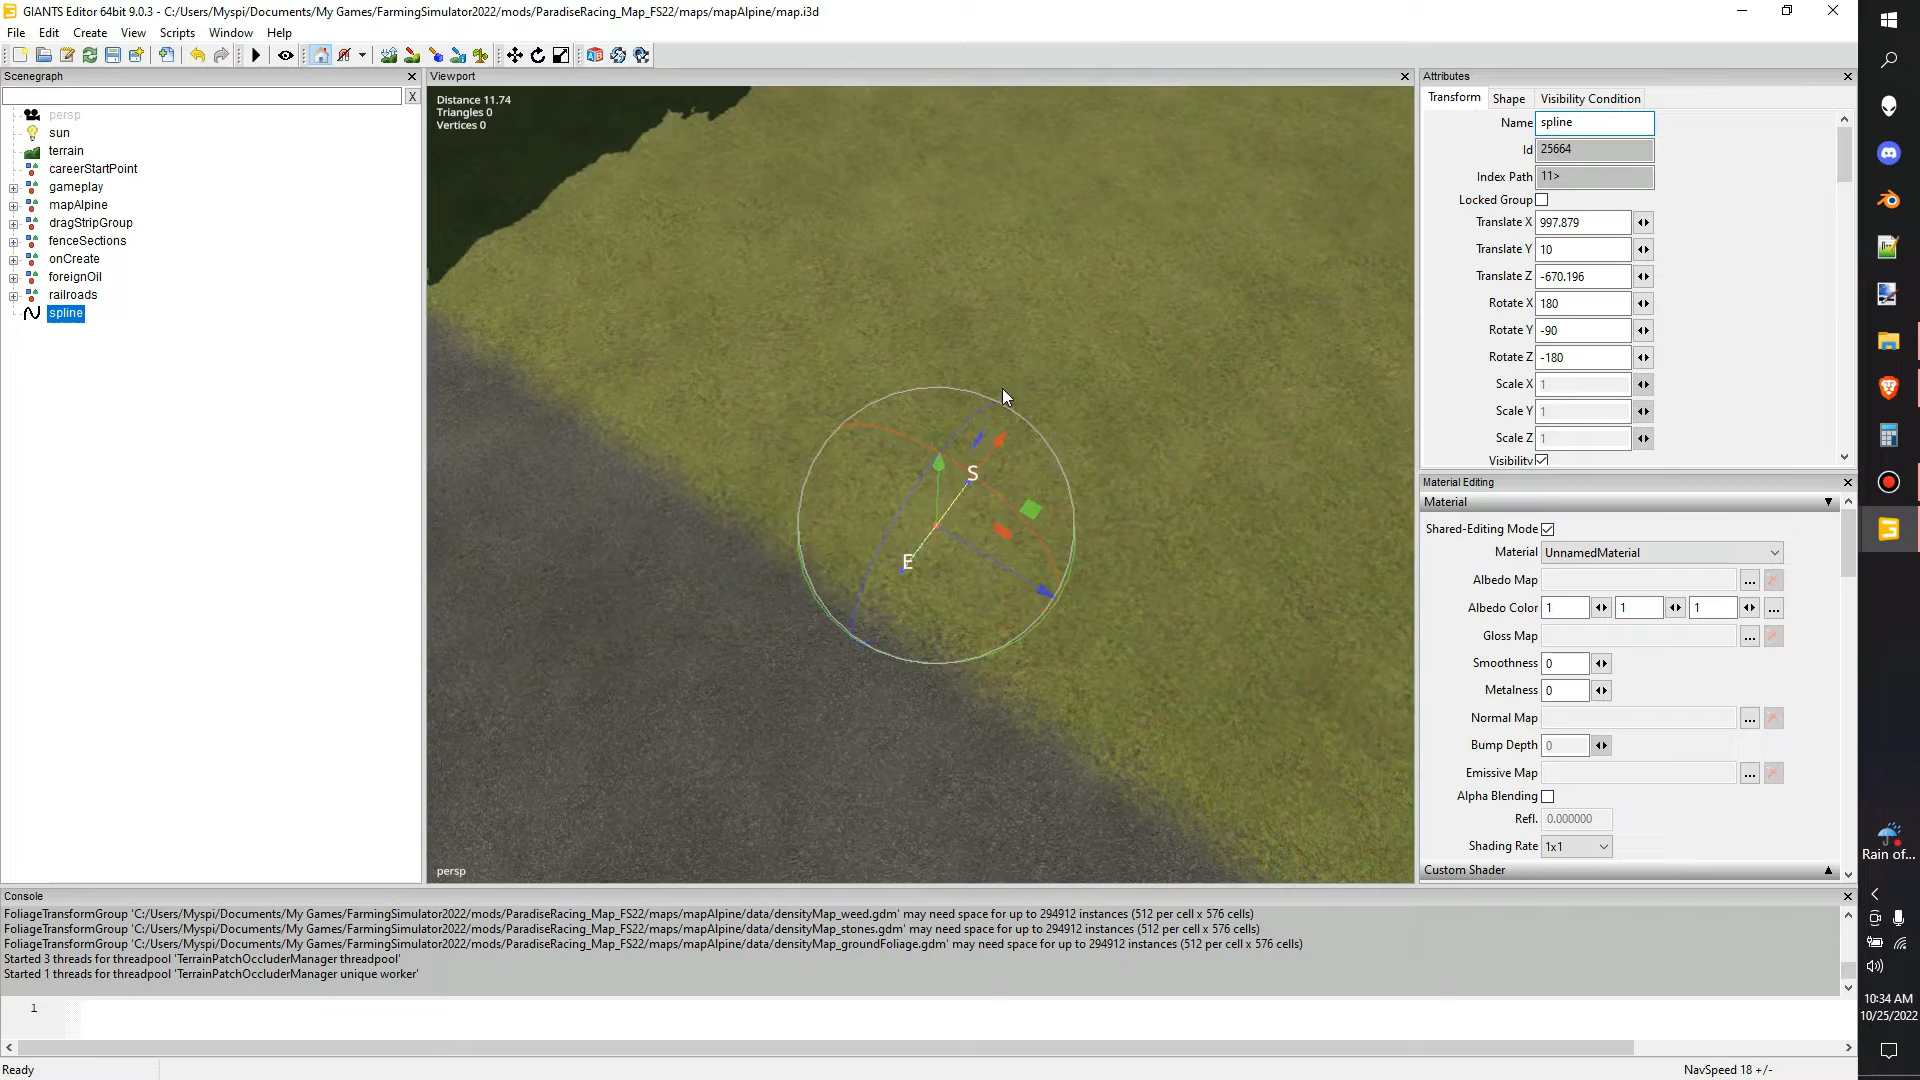 GIANTS Editor 64bit 9.0.3 - C:/Users/Myspi/Documents/My Games/FarmingSimulator2022/mods/ParadiseRacing_Map_FS22/maps/mapAlpine/map.i3d
File Edit Create View Scripts Window Help
Scenegraph
X
persp
sun
terrain
careerStartPoint
gameplay
mapAlpine
dragStripGroup
fenceSections
onCreate
foreignOil
railroads
spline
Viewport
Distance 11.74
Triangles 0
Vertices 0
S
E
persp
Attributes
Transform Shape Visibility Condition
Name spline
Id 25664
Index Path 11>
Locked Group
Translate X 997.879
Translate Y 10
Translate Z -670.196
Rotate X 180
Rotate Y -90
Rotate Z -180
Scale X 1
Scale Y 1
Scale Z 1
Visibility
Material Editing
Material
Shared-Editing Mode
Material UnnamedMaterial
Albedo Map ...
Albedo Color 1 1 1 ...
Gloss Map ...
Smoothness 0
Metalness 0
Normal Map ...
Bump Depth 0
Emissive Map ...
Alpha Blending
Refl. 0.000000
Shading Rate 1x1
Custom Shader
Console
FoliageTransformGroup 'C:/Users/Myspi/Documents/My Games/FarmingSimulator2022/mods/ParadiseRacing_Map_FS22/maps/mapAlpine/data/densityMap_weed.gdm' may need space for up to 294912 instances (512 per cell x 576 cells)
FoliageTransformGroup 'C:/Users/Myspi/Documents/My Games/FarmingSimulator2022/mods/ParadiseRacing_Map_FS22/maps/mapAlpine/data/densityMap_stones.gdm' may need space for up to 294912 instances (512 per cell x 576 cells)
FoliageTransformGroup 'C:/Users/Myspi/Documents/My Games/FarmingSimulator2022/mods/ParadiseRacing_Map_FS22/maps/mapAlpine/data/densityMap_groundFoliage.gdm' may need space for up to 294912 instances (512 per cell x 576 cells)
Started 3 threads for threadpool 'TerrainPatchOccluderManager threadpool'
Started 1 threads for threadpool 'TerrainPatchOccluderManager unique worker'
1
Ready
NavSpeed 18 +/-
Rain of...
10:34 AM
10/25/2022